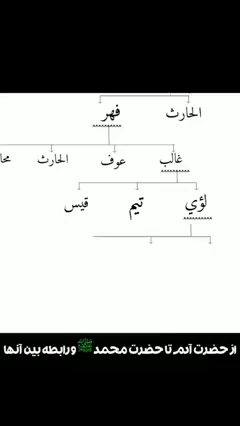 الحارث فهر
غالب عوف الحارث محا
لؤي تيم قيس
از حضرت آدم تا حضرت محمد ﷺ و رابطه بین آنها